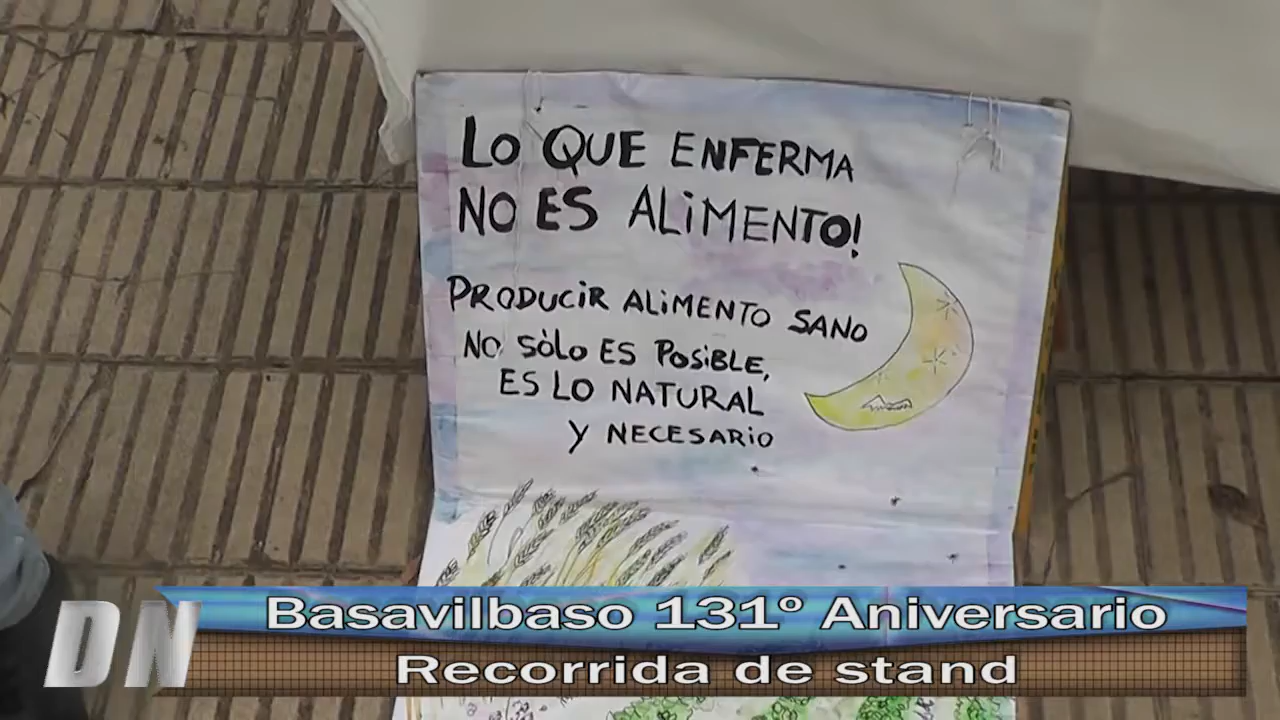 LO QUE ENFERMA
NO ES ALiMENTO!
PRODUCiR ALiMENTO SANO
NO SÒLO ES POSiBLE,
ES LO NATURAL
Y NECESARiO
DN
Basavilbaso 131º Aniversario
Recorrida de stand